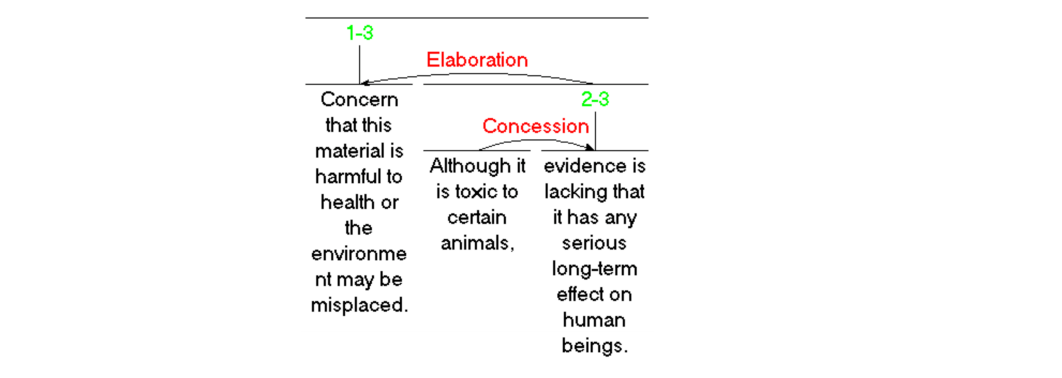 1-3
Elaboration
Concern
that this
material is
harmful to
health or
the
environme
nt may be
misplaced.
2-3
Concession
Although it
is toxic to
certain
animals,
evidence is
lacking that
it has any
serious
long-term
effect on
human
beings.